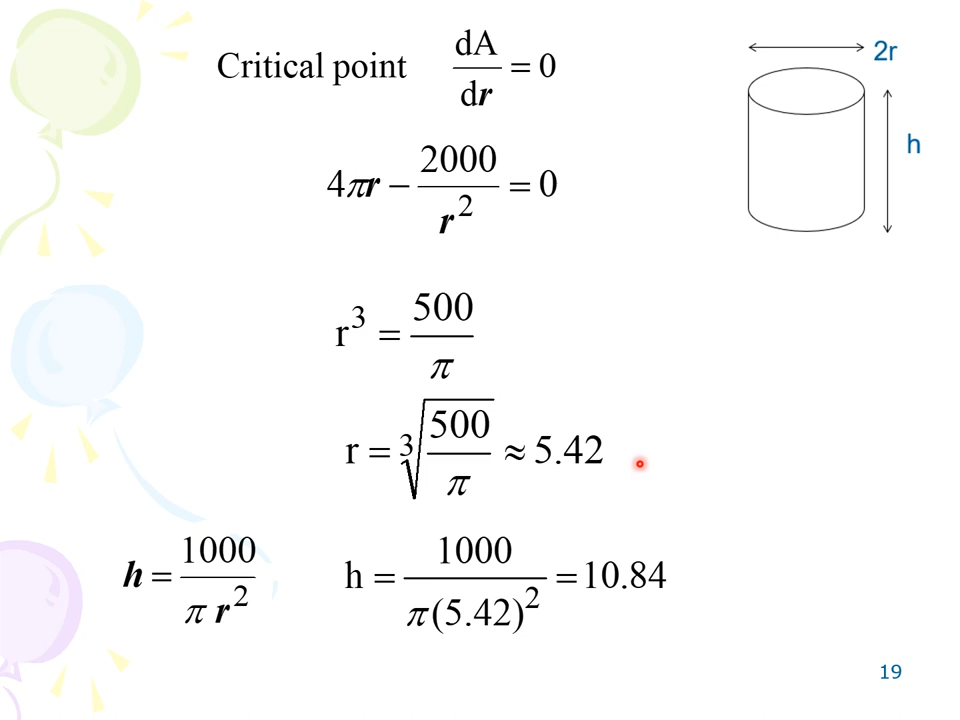 Critical point dA/dr = 0
2r
h
4πr − 2000/r² = 0
r³ = 500/π
r = ∛(500/π) ≈ 5.42
h = 1000/(π r²)
h = 1000/(π(5.42)²) = 10.84
19